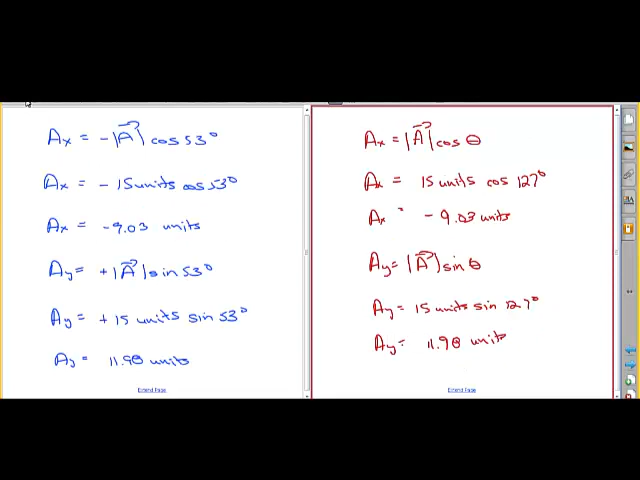 Ax = -|A| cos 53°
Ax = - 15 units cos 53°
Ax = -9.03 units
Ay = +|A| sin 53°
Ay = + 15 units sin 53°
Ay = 11.98 units
Extend Page
Ax = |A| cos θ
Ax = 15 units cos 127°
Ax = - 9.03 units
Ay = |A| sin θ
Ay = 15 units sin 127°
Ay = 11.98 units
Extend Page